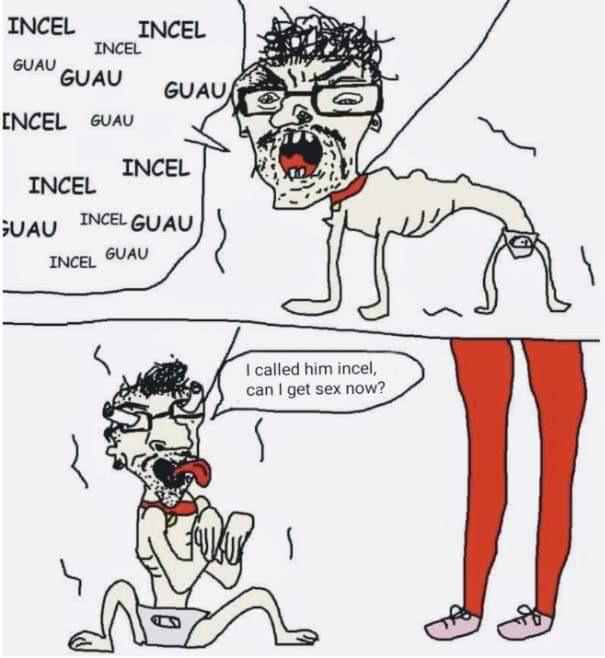 INCEL INCEL
INCEL
GUAU GUAU
GUAU
INCEL GUAU
INCEL
INCEL
GUAU INCEL GUAU
INCEL GUAU
I called him incel,
can I get sex now?